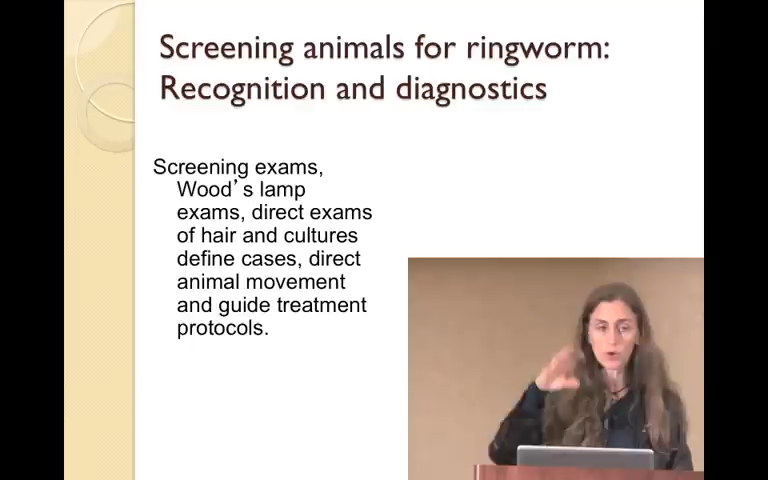 Screening animals for ringworm:
Recognition and diagnostics
Screening exams,
Wood's lamp
exams, direct exams
of hair and cultures
define cases, direct
animal movement
and guide treatment
protocols.